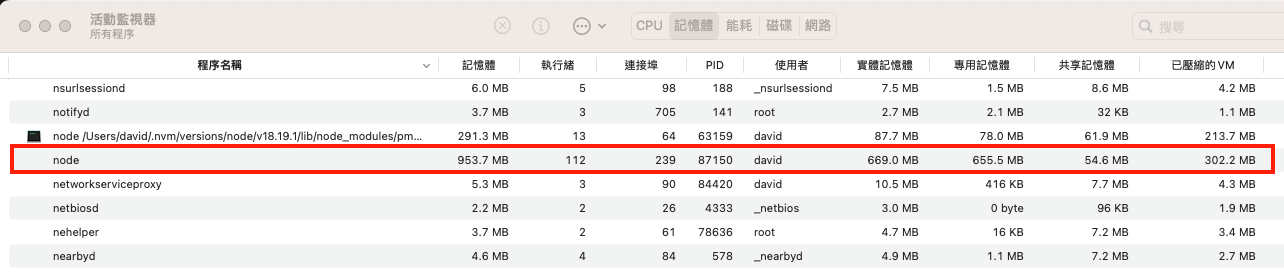 活動監視器
所有程序
CPU 記憶體 能耗 磁碟 網路
搜尋
程序名稱 記憶體 執行緒 連接埠 PID 使用者 實體記憶體 專用記憶體 共享記憶體 已壓縮的 VM
nsurlsessiond 6.0 MB 5 98 188 _nsurlsessiond 7.5 MB 1.5 MB 8.6 MB 4.2 MB
notifyd 3.7 MB 3 705 141 root 2.7 MB 2.1 MB 32 KB 1.1 MB
node /Users/david/.nvm/versions/node/v18.19.1/lib/node_modules/pm... 291.3 MB 13 64 63159 david 87.7 MB 78.0 MB 61.9 MB 213.7 MB
node 953.7 MB 112 239 87150 david 669.0 MB 655.5 MB 54.6 MB 302.2 MB
networkserviceproxy 5.3 MB 3 90 84420 david 10.5 MB 416 KB 7.7 MB 4.3 MB
netbiosd 2.2 MB 2 26 4333 _netbios 3.0 MB 0 byte 96 KB 1.9 MB
nehelper 3.7 MB 2 61 78636 root 4.7 MB 16 KB 7.2 MB 3.4 MB
nearbyd 4.6 MB 4 84 578 _nearbyd 4.9 MB 1.1 MB 7.2 MB 2.7 MB